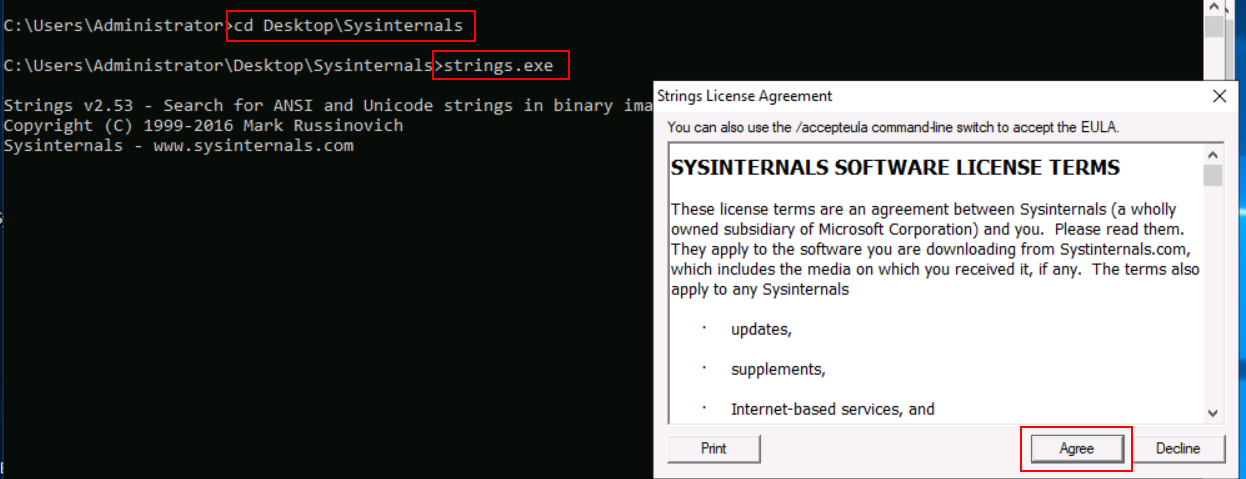 C:\Users\Administrator>cd Desktop\Sysinternals
C:\Users\Administrator\Desktop\Sysinternals>strings.exe
Strings v2.53 - Search for ANSI and Unicode strings in binary ima
Copyright (C) 1999-2016 Mark Russinovich
Sysinternals - www.sysinternals.com
Strings License Agreement
You can also use the /accepteula command-line switch to accept the EULA.
SYSINTERNALS SOFTWARE LICENSE TERMS
These license terms are an agreement between Sysinternals (a wholly
owned subsidiary of Microsoft Corporation) and you.  Please read them.
They apply to the software you are downloading from Systinternals.com,
which includes the media on which you received it, if any.  The terms also
apply to any Sysinternals
· updates,
· supplements,
· Internet-based services, and
Print
Agree
Decline